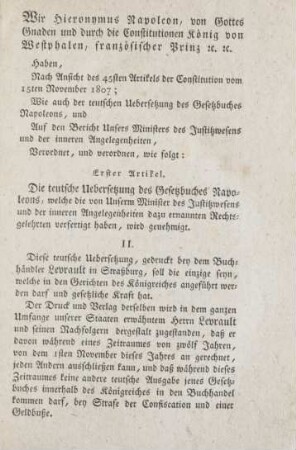 Wir Hieronymus Napoleon, von Gottes
Gnaden und durch die Constitutionen König von
Westphalen, französischer Prinz ꝛc. ꝛc.
Haben,
Nach Ansicht des 45sten Artikels der Constitution vom
15ten November 1807;
Wie auch der teutschen Uebersetzung des Gesetzbuches
Napoleons, und
Auf den Bericht Unsers Ministers des Justitzwesens
und der inneren Angelegenheiten,
Verordnet, und verordnen, wie folgt:
Erster Artikel.
Die teutsche Uebersetzung des Gesetzbuches Napo-
leons, welche die von Unserm Minister des Justitzwesens
und der inneren Angelegenheiten dazu ernannten Rechts-
gelehrten verfertigt haben, wird genehmigt.
II.
Diese teutsche Uebersetzung, gedruckt bey dem Buch-
händler Levrault in Straßburg, soll die einzige seyn,
welche in den Gerichten des Königreiches angeführt wer-
den darf und gesetzliche Kraft hat.
Der Druck und Verlag derselben wird in dem ganzen
Umfange unserer Staaten erwähntem Herrn Levrault
und seinen Nachfolgern dergestalt zugestanden, daß er
davon während eines Zeitraumes von zwölf Jahren,
von dem 1sten November dieses Jahres an gerechnet,
jeden Andern ausschließen kann, und daß während dieses
Zeitraumes keine andere teutsche Ausgabe jenes Gesetz-
buches innerhalb des Königreiches in den Buchhandel
kommen darf, bey Strafe der Confiscation und einer
Geldbuße.